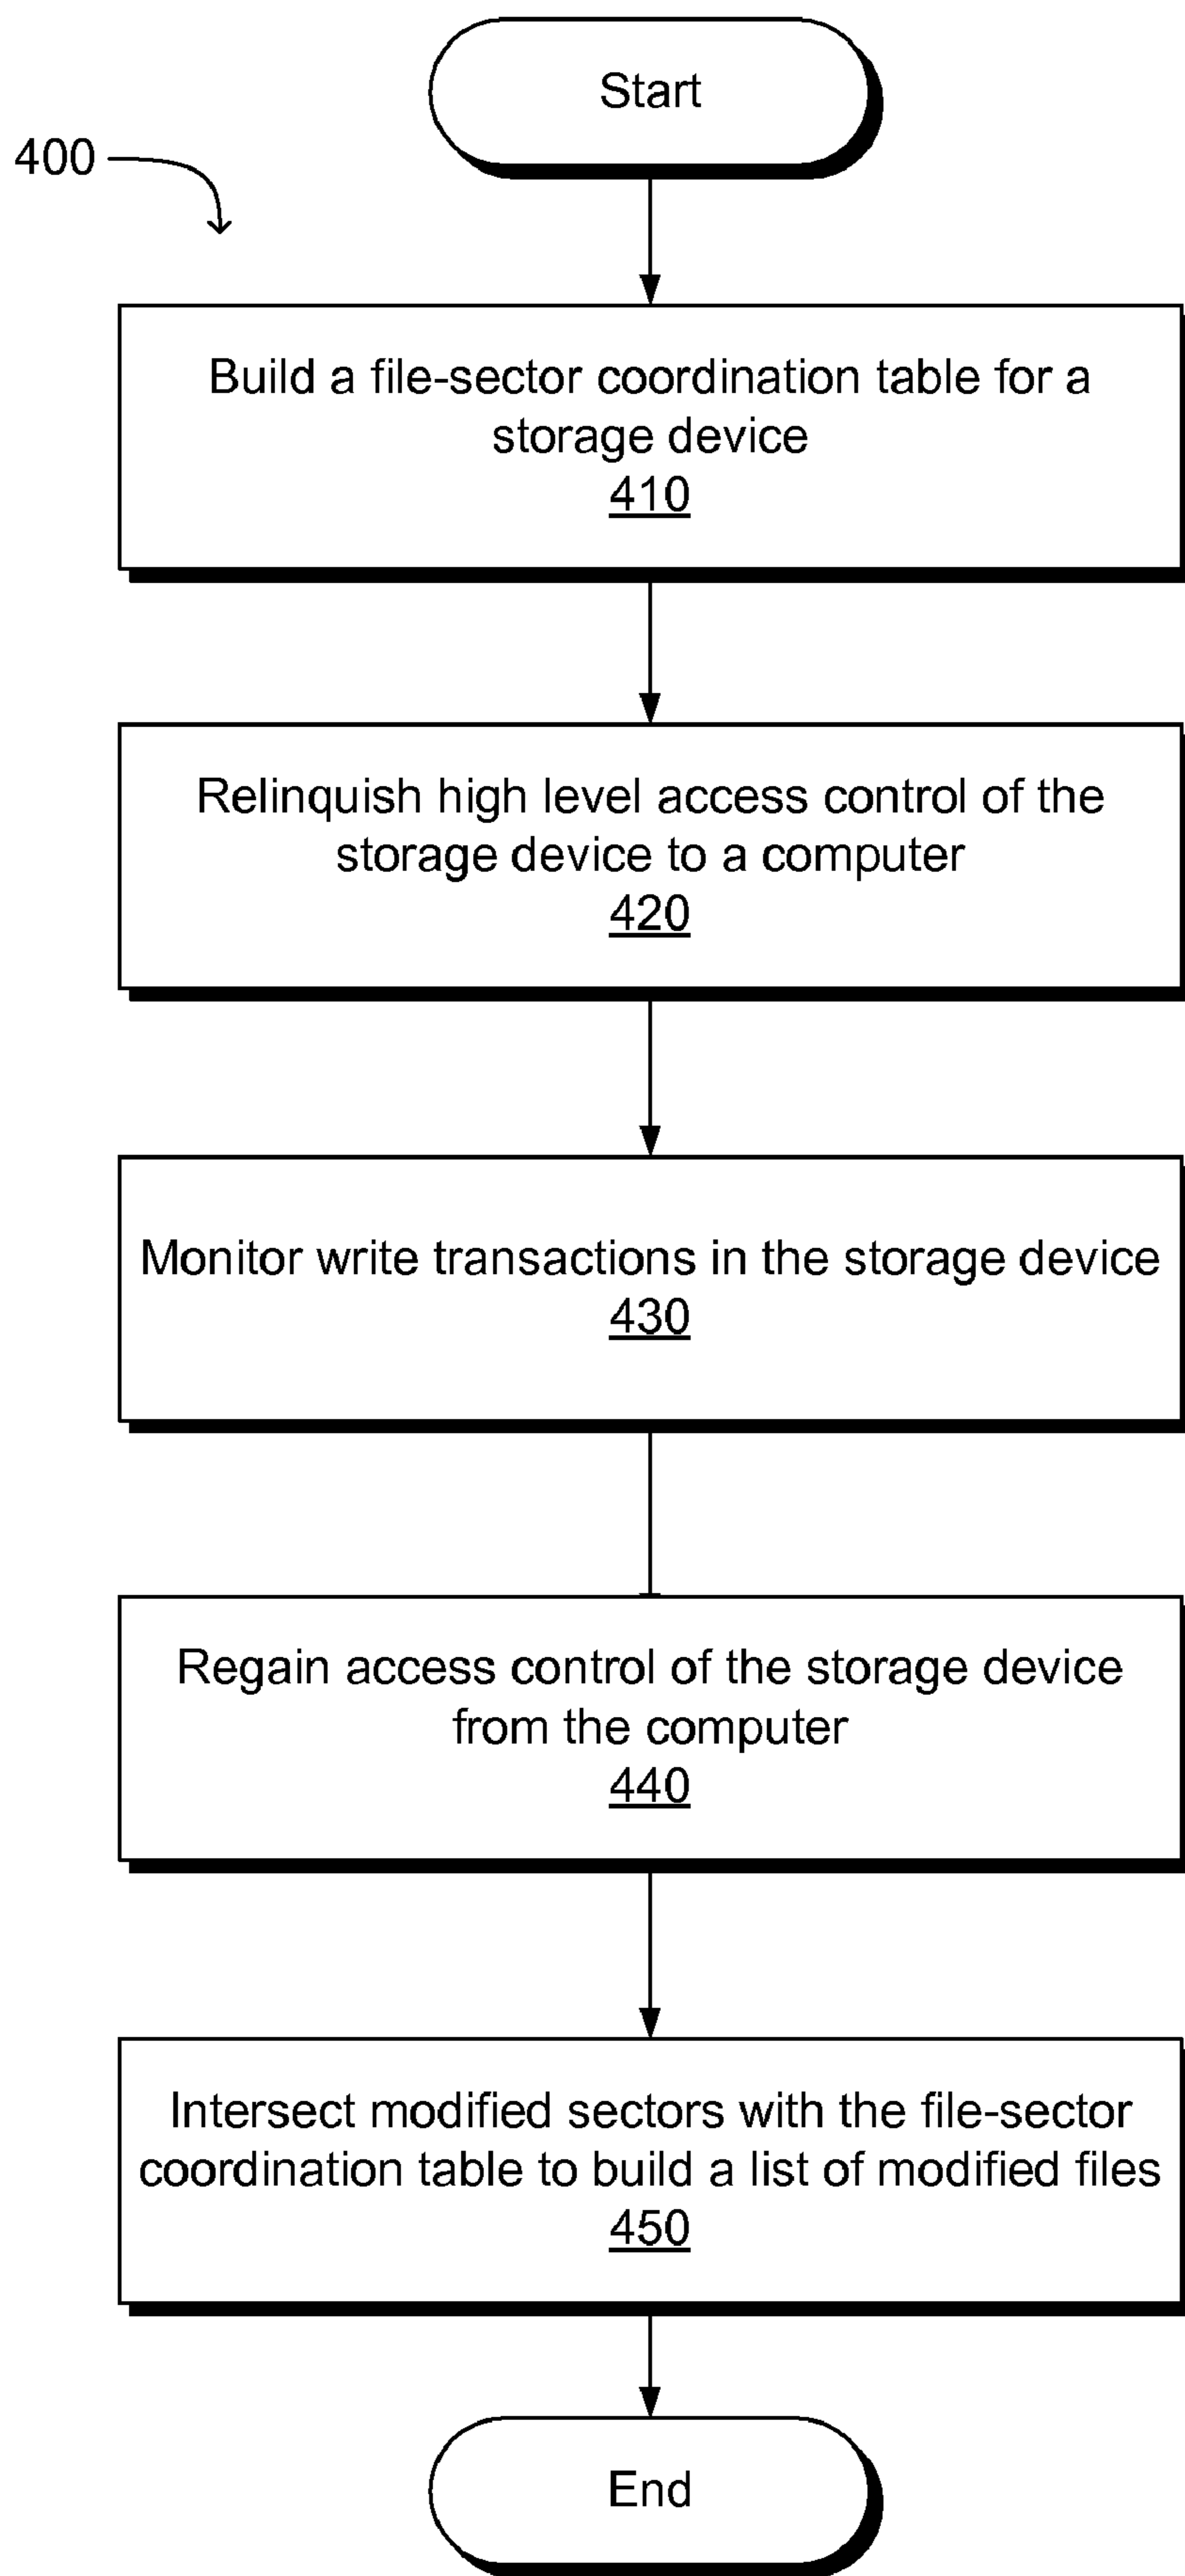 Start
400
Build a file-sector coordination table for a
storage device
410
Relinquish high level access control of the
storage device to a computer
420
Monitor write transactions in the storage device
430
Regain access control of the storage device
from the computer
440
Intersect modified sectors with the file-sector
coordination table to build a list of modified files
450
End